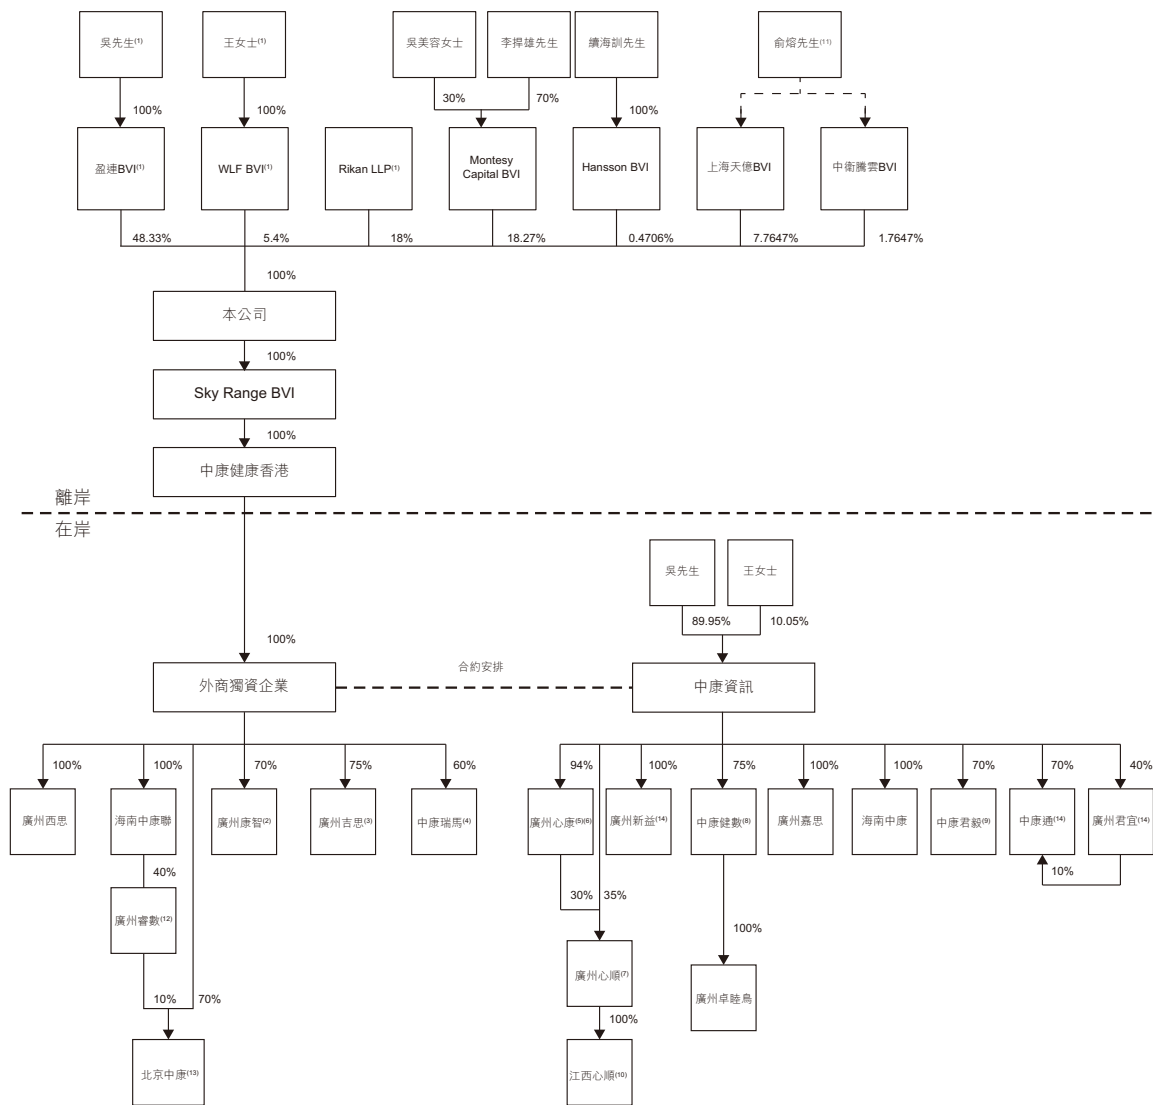 吳先生(1)
王女士(1)
吳美容女士
李捍雄先生
續海訓先生
俞熔先生(11)
100%
100%
30%
70%
100%
盈連BVI(1)
WLF BVI(1)
Rikan LLP(1)
Montesy
Capital BVI
Hansson BVI
上海天億BVI
中衛騰雲BVI
48.33%
5.4%
18%
18.27%
0.4706%
7.7647%
1.7647%
100%
本公司
100%
Sky Range BVI
100%
中康健康香港
離岸
在岸
吳先生
王女士
89.95%
10.05%
100%
外商獨資企業
合約安排
中康資訊
100%
100%
70%
75%
60%
94%
100%
75%
100%
100%
70%
70%
40%
廣州西思
海南中康聯
廣州康智(2)
廣州吉思(3)
中康瑞馬(4)
廣州心康(5)(6)
廣州新益(14)
中康健數(8)
廣州嘉思
海南中康
中康君毅(9)
中康通(14)
廣州君宜(14)
40%
30%
35%
10%
廣州睿數(12)
100%
廣州心順(7)
廣州卓睦鳥
10%
70%
100%
北京中康(13)
江西心順(10)